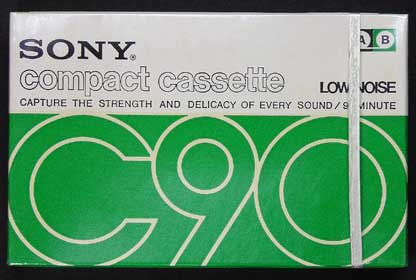 A B
SONY®
compact cassette
LOW NOISE
CAPTURE THE STRENGTH AND DELICACY OF EVERY SOUND / 9 MINUTE
C90